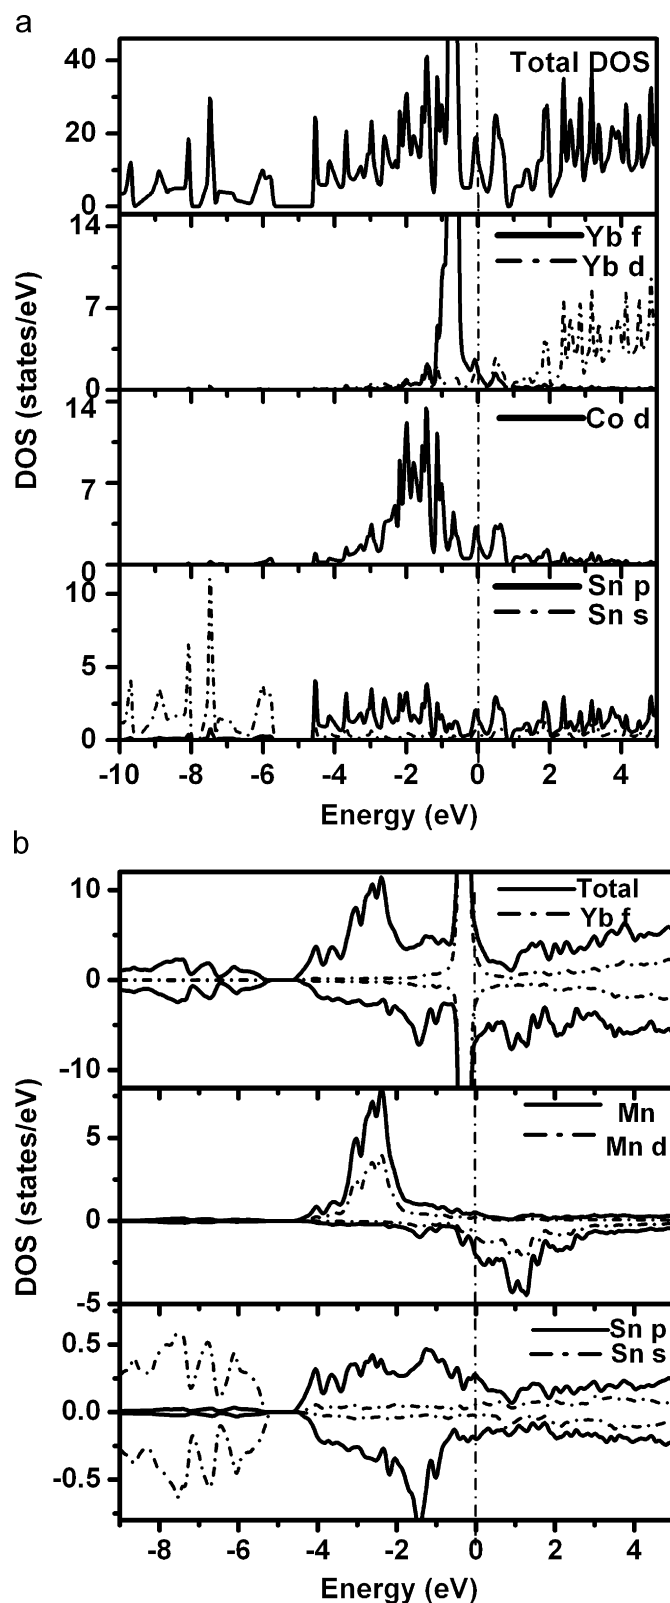 a
Total DOS
40
20
0
Yb f
Yb d
14
7
0
Co d
14
7
0
Sn p
Sn s
10
5
0
-10 -8 -6 -4 -2 0 2 4
Energy (eV)
DOS (states/eV)
b
Total
Yb f
10
0
-10
Mn
Mn d
5
0
-5
Sn p
Sn s
0.5
0.0
-0.5
-8 -6 -4 -2 0 2 4
Energy (eV)
DOS (states/eV)